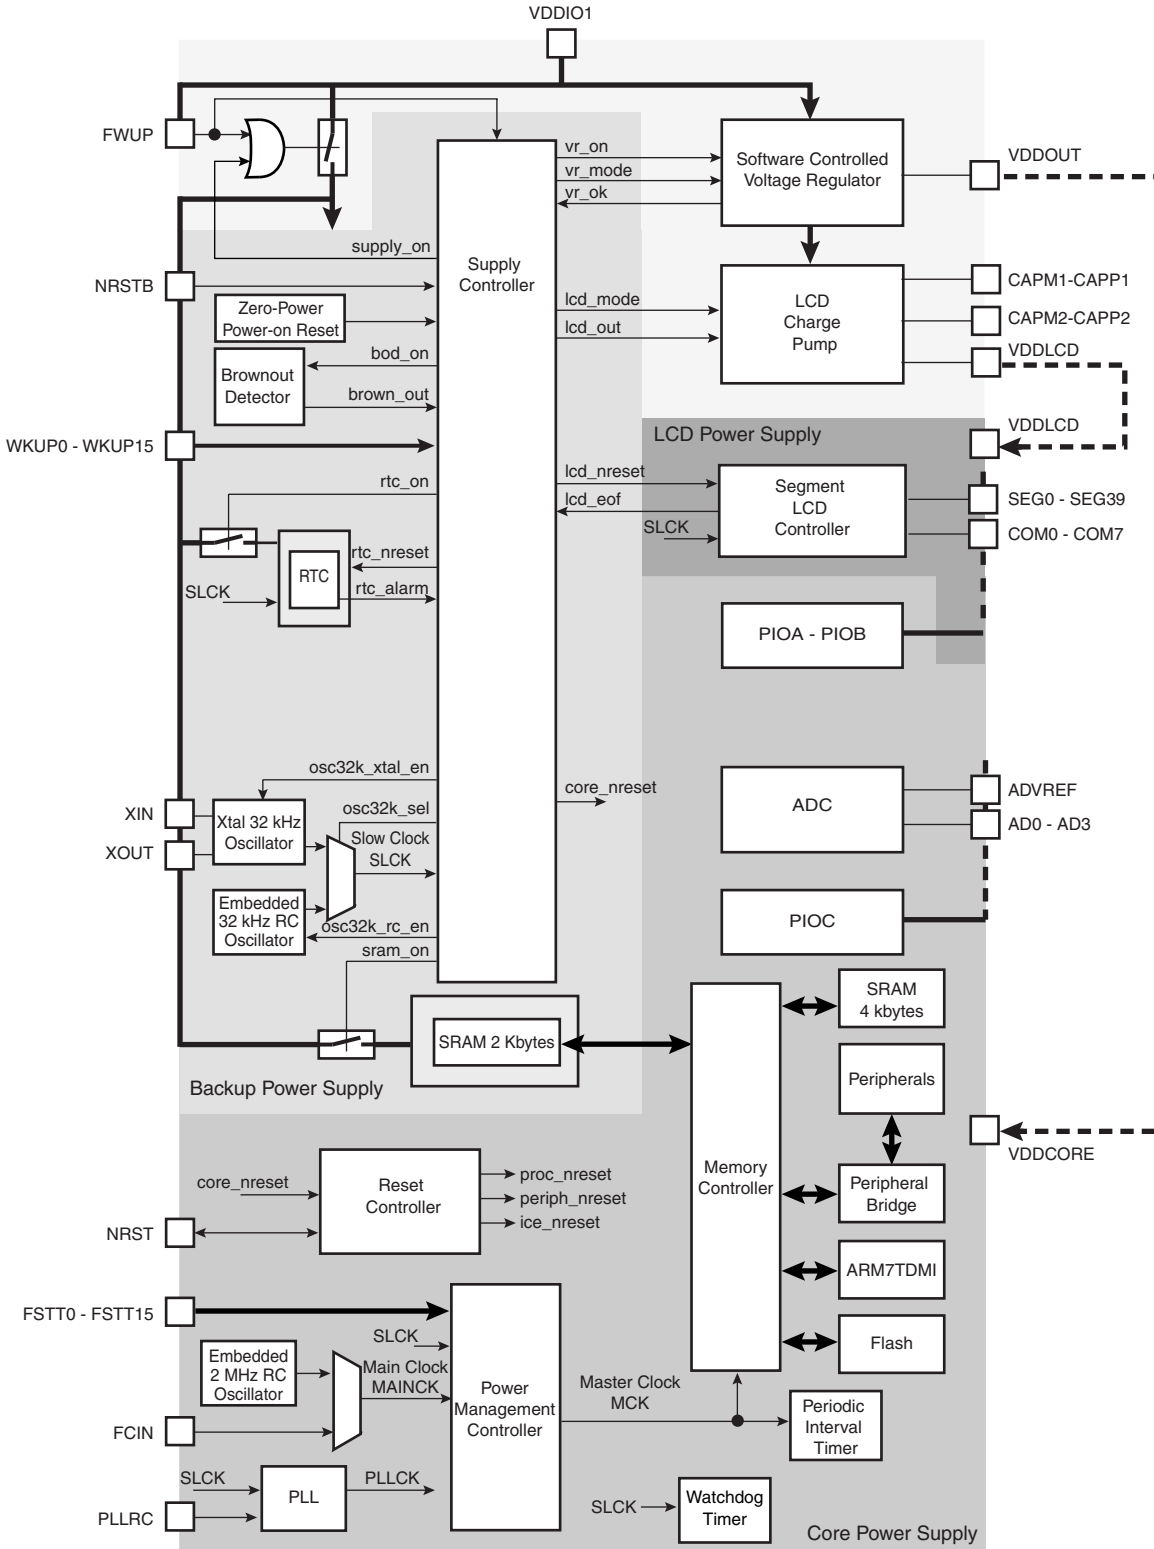 VDDIO1
FWUP
vr_on
vr_mode
vr_ok
Software Controlled
Voltage Regulator
VDDOUT
supply_on
Supply
Controller
NRSTB
Zero-Power
Power-on Reset
bod_on
Brownout
Detector
brown_out
lcd_mode
lcd_out
LCD
Charge
Pump
CAPM1-CAPP1
CAPM2-CAPP2
VDDLCD
VDDLCD
WKUP0 - WKUP15
LCD Power Supply
rtc_on
lcd_nreset
lcd_eof
SLCK
Segment
LCD
Controller
SEG0 - SEG39
COM0 - COM7
rtc_nreset
RTC
rtc_alarm
SLCK
PIOA - PIOB
osc32k_xtal_en
XIN
XOUT
Xtal 32 kHz
Oscillator
osc32k_sel
Slow Clock
SLCK
core_nreset
ADC
ADVREF
AD0 - AD3
Embedded
32 kHz RC
Oscillator
osc32k_rc_en
sram_on
PIOC
SRAM 2 Kbytes
Backup Power Supply
SRAM
4 kbytes
Peripherals
Memory
Controller
Peripheral
Bridge
VDDCORE
ARM7TDMI
Flash
core_nreset
Reset
Controller
proc_nreset
periph_nreset
ice_nreset
NRST
FSTT0 - FSTT15
SLCK
Embedded
2 MHz RC
Oscillator
Main Clock
MAINCK
Power
Management
Controller
Master Clock
MCK
Periodic
Interval
Timer
FCIN
SLCK
PLL
PLLCK
PLLRC
SLCK
Watchdog
Timer
Core Power Supply